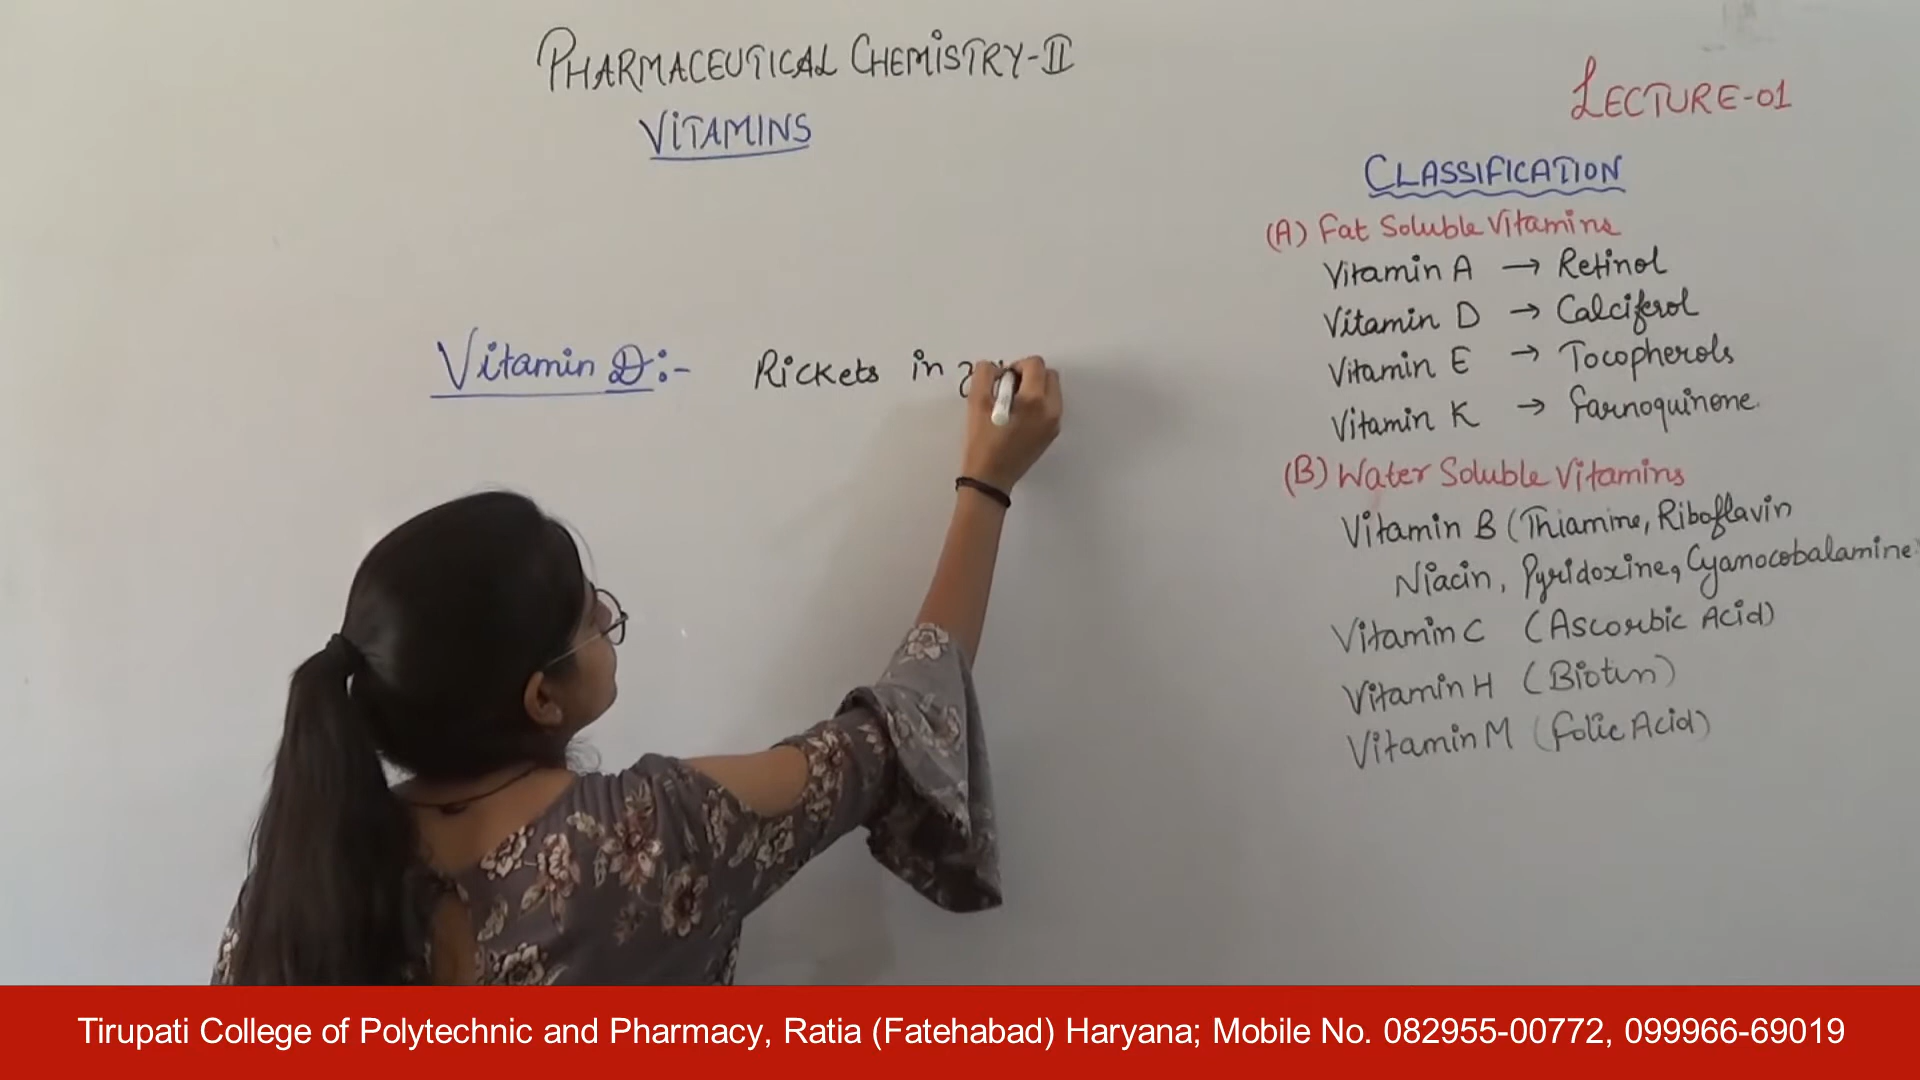 PHARMACEUTICAL CHEMISTRY-II
VITAMINS
LECTURE-01
CLASSIFICATION
(A) Fat Soluble Vitamins
Vitamin A → Retinol
Vitamin D → Calciferol
Vitamin E → Tocopherols
Vitamin K → Farnoquinone.
(B) Water Soluble Vitamins
Vitamin B (Thiamine, Riboflavin
Niacin, Pyridoxine, Cyanocobalamine)
Vitamin C (Ascorbic Acid)
Vitamin H (Biotin)
Vitamin M (Folic Acid)
Vitamin D:- Rickets in
Tirupati College of Polytechnic and Pharmacy, Ratia (Fatehabad) Haryana; Mobile No. 082955-00772, 099966-69019